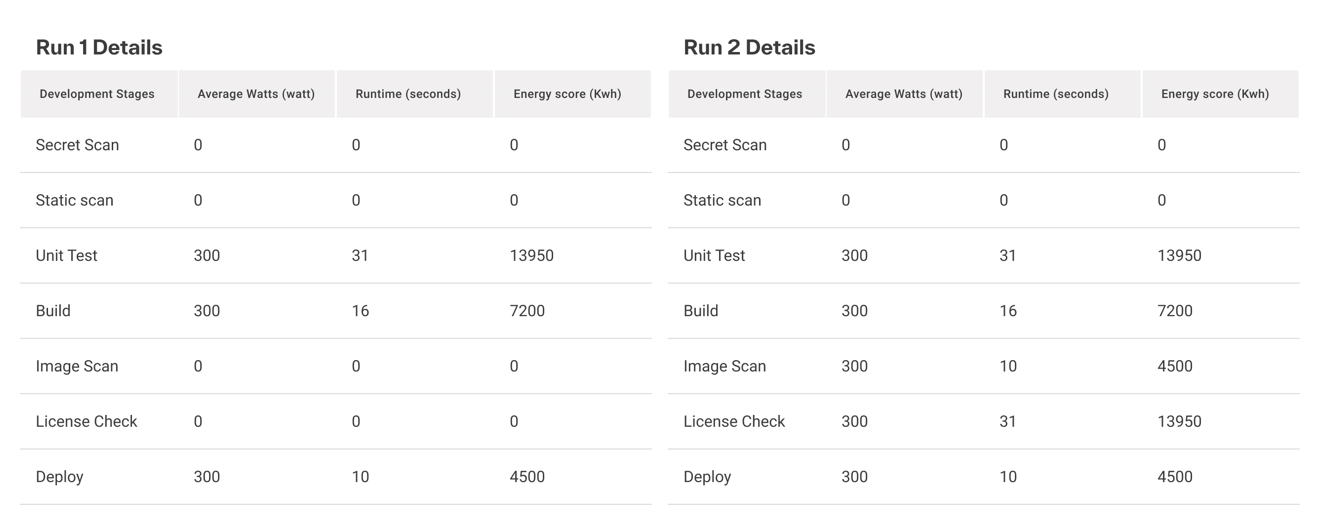 Run 1 Details
Development Stages Average Watts (watt) Runtime (seconds) Energy score (Kwh)
Secret Scan 0 0 0
Static scan 0 0 0
Unit Test 300 31 13950
Build 300 16 7200
Image Scan 0 0 0
License Check 0 0 0
Deploy 300 10 4500
Run 2 Details
Development Stages Average Watts (watt) Runtime (seconds) Energy score (Kwh)
Secret Scan 0 0 0
Static scan 0 0 0
Unit Test 300 31 13950
Build 300 16 7200
Image Scan 300 10 4500
License Check 300 31 13950
Deploy 300 10 4500